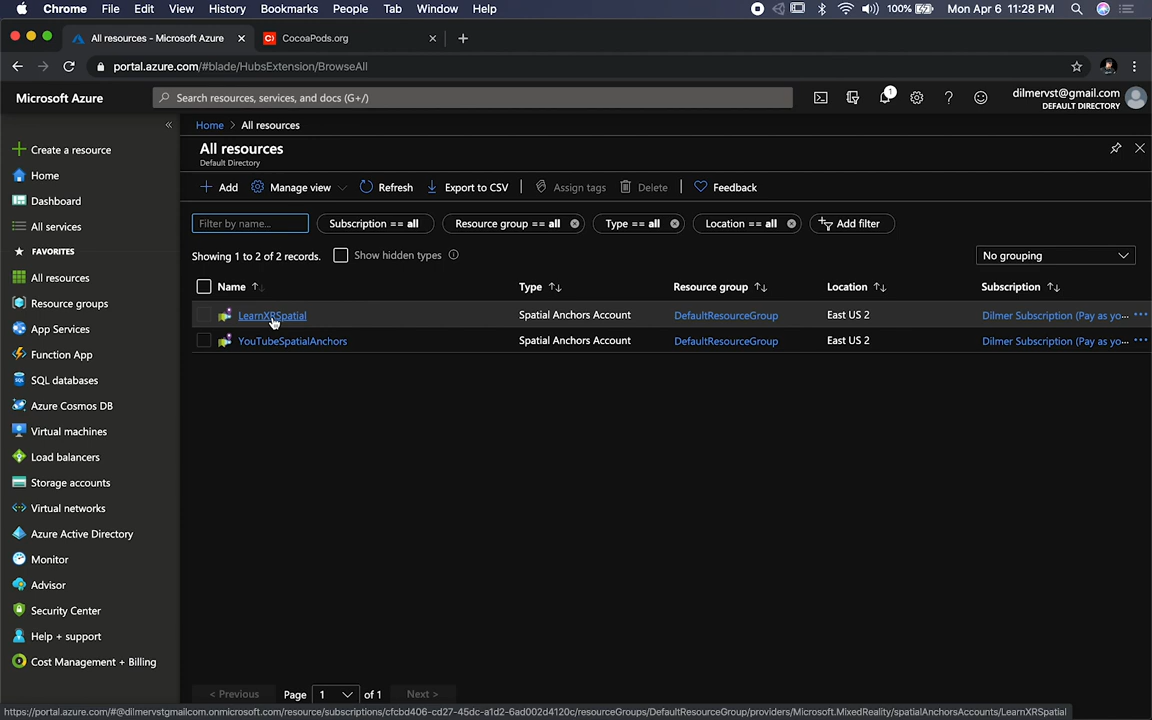 Chrome File Edit View History Bookmarks People Tab Window Help 100% Mon Apr 6 11:28 PM
All resources - Microsoft Azure CocoaPods.org
portal.azure.com/#blade/HubsExtension/BrowseAll
Microsoft Azure Search resources, services, and docs (G+/) 1 dilmervst@gmail.com
DEFAULT DIRECTORY
Home > All resources
All resources
Default Directory
Add Manage view Refresh Export to CSV Assign tags Delete Feedback
Filter by name... Subscription == all Resource group == all Type == all Location == all Add filter
Showing 1 to 2 of 2 records. Show hidden types No grouping
Name Type Resource group Location Subscription
LearnXRSpatial Spatial Anchors Account DefaultResourceGroup East US 2 Dilmer Subscription (Pay as yo...
YouTubeSpatialAnchors Spatial Anchors Account DefaultResourceGroup East US 2 Dilmer Subscription (Pay as yo...
Create a resource
Home
Dashboard
All services
FAVORITES
All resources
Resource groups
App Services
Function App
SQL databases
Azure Cosmos DB
Virtual machines
Load balancers
Storage accounts
Virtual networks
Azure Active Directory
Monitor
Advisor
Security Center
Help + support
Cost Management + Billing
< Previous Page 1 of 1 Next >
https://portal.azure.com/#@dilmervstgmailcom.onmicrosoft.com/resource/subscriptions/cfcbd406-cd27-45dc-a1d2-6ad002d4120c/resourceGroups/DefaultResourceGroup/providers/Microsoft.MixedReality/spatialAnchorsAccounts/LearnXRSpatial